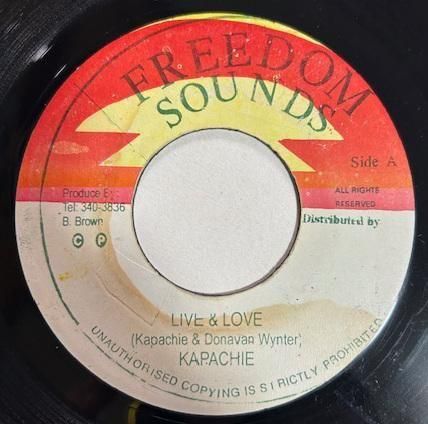 FREEDOM
SOUNDS
Side A
Produce By:
Tel: 340-3836
B. Brown
C P
ALL RIGHTS
RESERVED
Distributed by
LIVE & LOVE
(Kapachie & Donavan Wynter)
KAPACHIE
UNAUTHORISED COPYING IS STRICTLY PROHIBITED